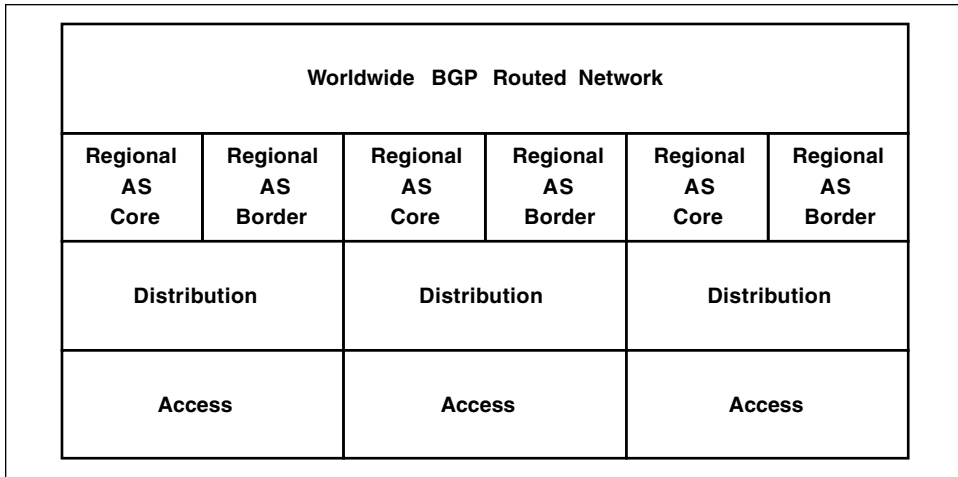 Worldwide BGP Routed Network
Regional AS Core
Regional AS Border
Regional AS Core
Regional AS Border
Regional AS Core
Regional AS Border
Distribution
Distribution
Distribution
Access
Access
Access